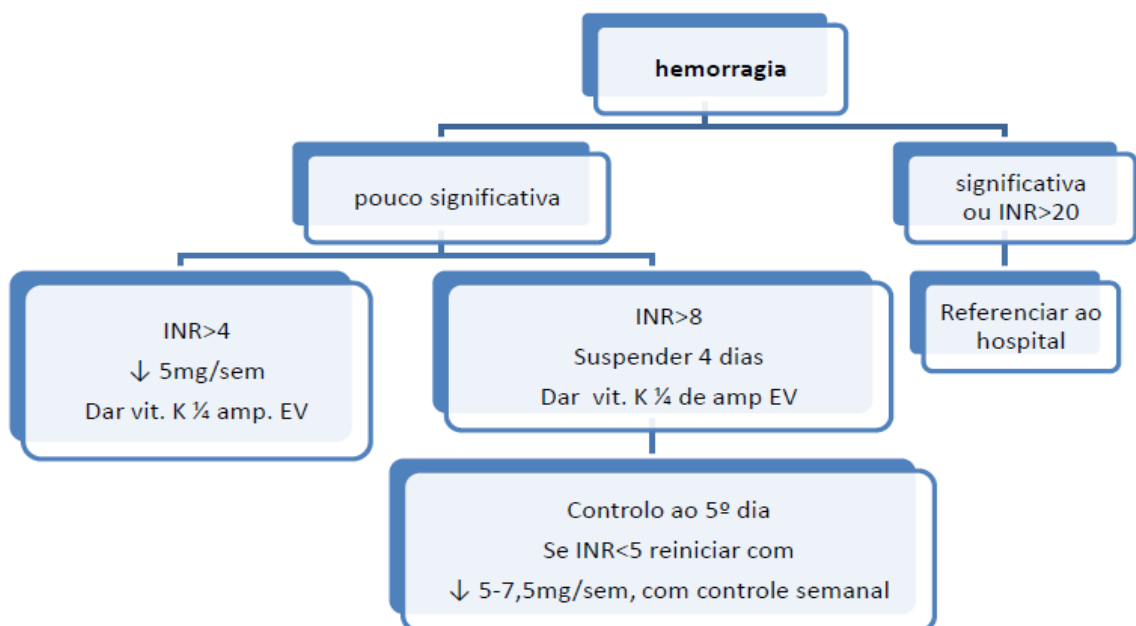 hemorragia
pouco significativa
significativa
ou INR>20
INR>4
↓ 5mg/sem
Dar vit. K ¼ amp. EV
INR>8
Suspender 4 dias
Dar vit. K ¼ de amp EV
Referenciar ao
hospital
Controlo ao 5º dia
Se INR<5 reiniciar com
↓ 5-7,5mg/sem, com controle semanal